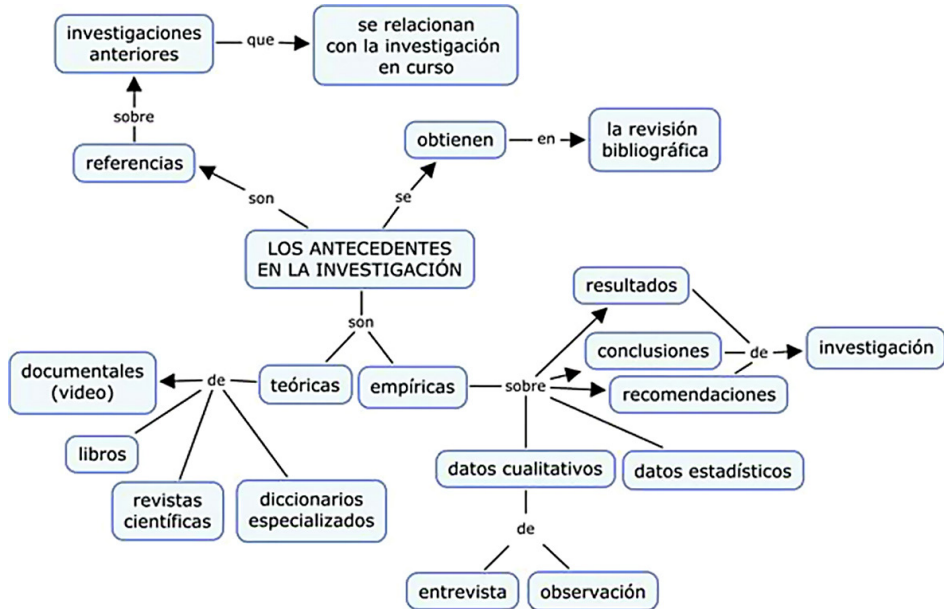 investigaciones
anteriores
que
se relacionan
con la investigación
en curso
sobre
referencias
obtienen
en
la revisión
bibliográfica
son
se
LOS ANTECEDENTES
EN LA INVESTIGACIÓN
son
resultados
documentales
(video)
de
teóricas
empíricas
sobre
conclusiones
de
investigación
recomendaciones
libros
revistas
científicas
diccionarios
especializados
datos cualitativos
datos estadísticos
de
entrevista
observación